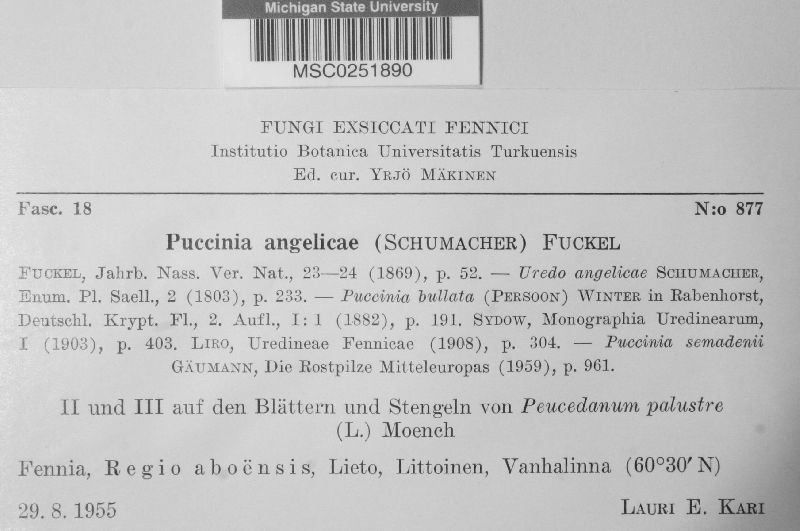 Michigan State University
MSC0251890
FUNGI EXSICCATI FENNICI
Institutio Botanica Universitatis Turkuensis
Ed. cur. YRJÖ MÄKINEN
Fasc. 18 N:o 877
Puccinia angelicae (SCHUMACHER) FUCKEL
FUCKEL, Jahrb. Nass. Ver. Nat., 23—24 (1869), p. 52. — Uredo angelicae SCHUMACHER,
Enum. Pl. Saell., 2 (1803), p. 233. — Puccinia bullata (PERSOON) WINTER in Rabenhorst,
Deutschl. Krypt. Fl., 2. Aufl., I: 1 (1882), p. 191. SYDOW, Monographia Uredinearum,
I (1903), p. 403. LIRO, Uredineae Fennicae (1908), p. 304. — Puccinia semadenii
GÄUMANN, Die Rostpilze Mitteleuropas (1959), p. 961.
II und III auf den Blättern und Stengeln von Peucedanum palustre
(L.) Moench
Fennia, Regio aboënsis, Lieto, Littoinen, Vanhalinna (60°30′ N)
29. 8. 1955 LAURI E. KARI